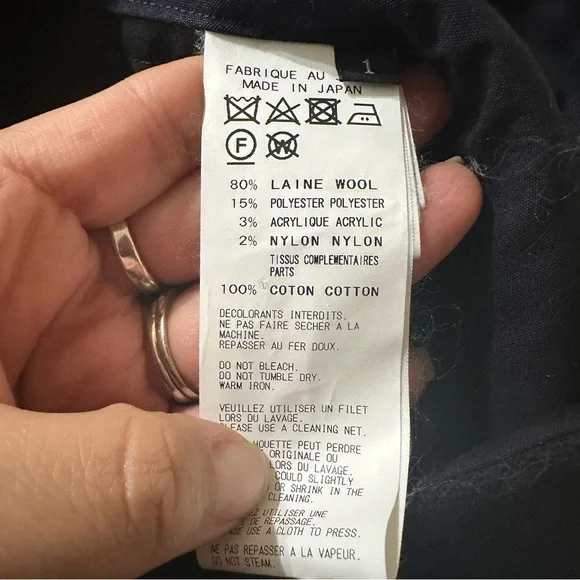 1
FABRIQUE AU
MADE IN JAPAN
F W
80% LAINE WOOL
15% POLYESTER POLYESTER
3% ACRYLIQUE ACRYLIC
2% NYLON NYLON
TISSUS COMPLEMENTAIRES
PARTS
100% COTON COTTON
DECOLORANTS INTERDITS.
NE PAS FAIRE SECHER A LA
MACHINE.
REPASSER AU FER DOUX.
DO NOT BLEACH.
DO NOT TUMBLE DRY.
WARM IRON.
VEUILLEZ UTILISER UN FILET
LORS DU LAVAGE.
PLEASE USE A CLEANING NET.
PEUT PERDRE
ORIGINALE OU
LORS DU LAVAGE.
COULD SLIGHTLY
OR SHRINK IN THE
CLEANING.
UTILISER UNE
DE REPASSAGE.
USE A CLOTH TO PRESS.
NE PAS REPASSER A LA VAPEUR.
DO NOT STEAM.